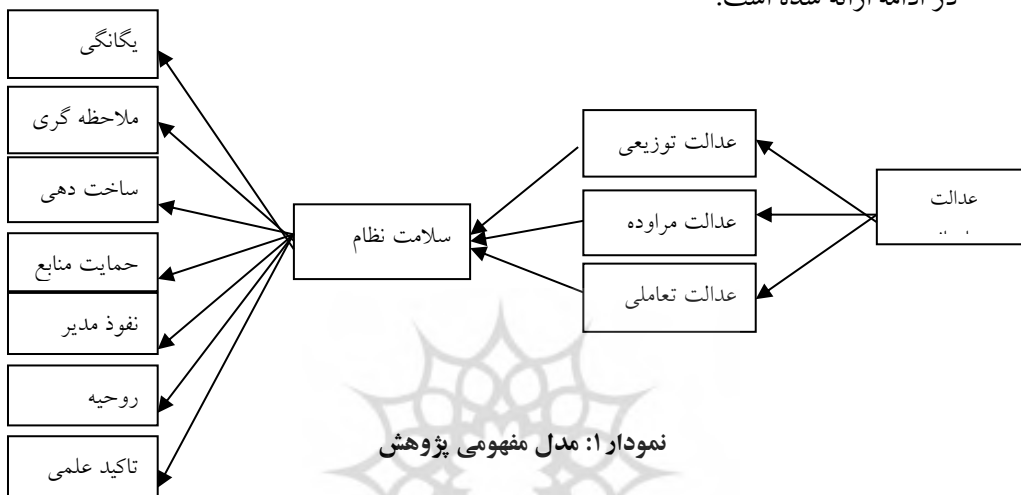 در ادامه ارائه شده است.
عدالت
عدالت توزیعی
عدالت مراوده
عدالت تعاملی
سلامت نظام
یگانگی
ملاحظه گری
ساخت دهی
حمایت منابع
نفوذ مدیر
روحیه
تاکید علمی
نمودار ۱: مدل مفهومی پژوهش